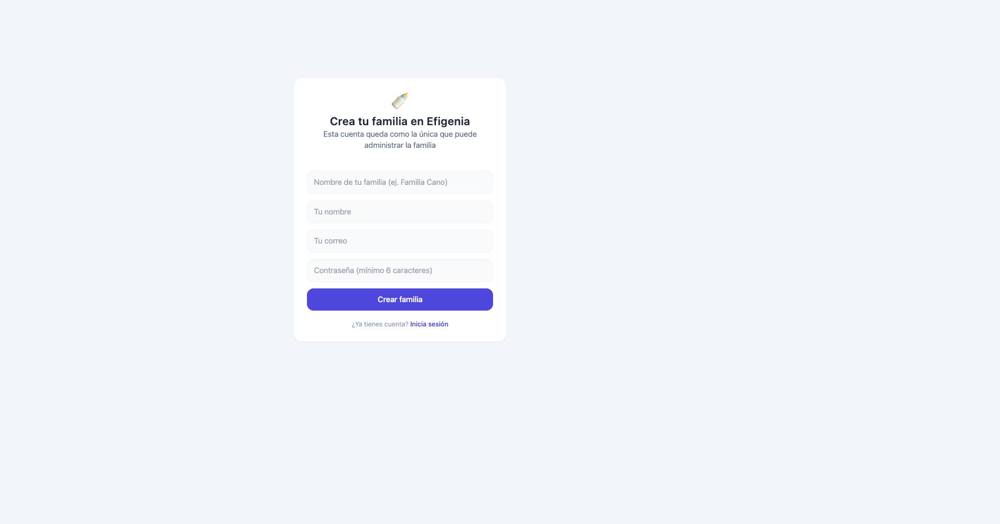 Crea tu familia en Efigenia
Esta cuenta queda como la única que puede
administrar la familia
Nombre de tu familia (ej. Familia Cano)
Tu nombre
Tu correo
Contraseña (mínimo 6 caracteres)
Crear familia
¿Ya tienes cuenta? Inicia sesión